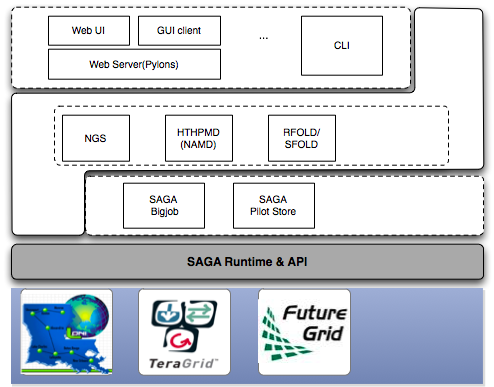 Web UI
GUI client
...
CLI
Web Server(Pylons)
NGS
HTHPMD
(NAMD)
RFOLD/
SFOLD
SAGA
Bigjob
SAGA
Pilot Store
SAGA Runtime & API
LONI
TeraGrid™
Future
Grid